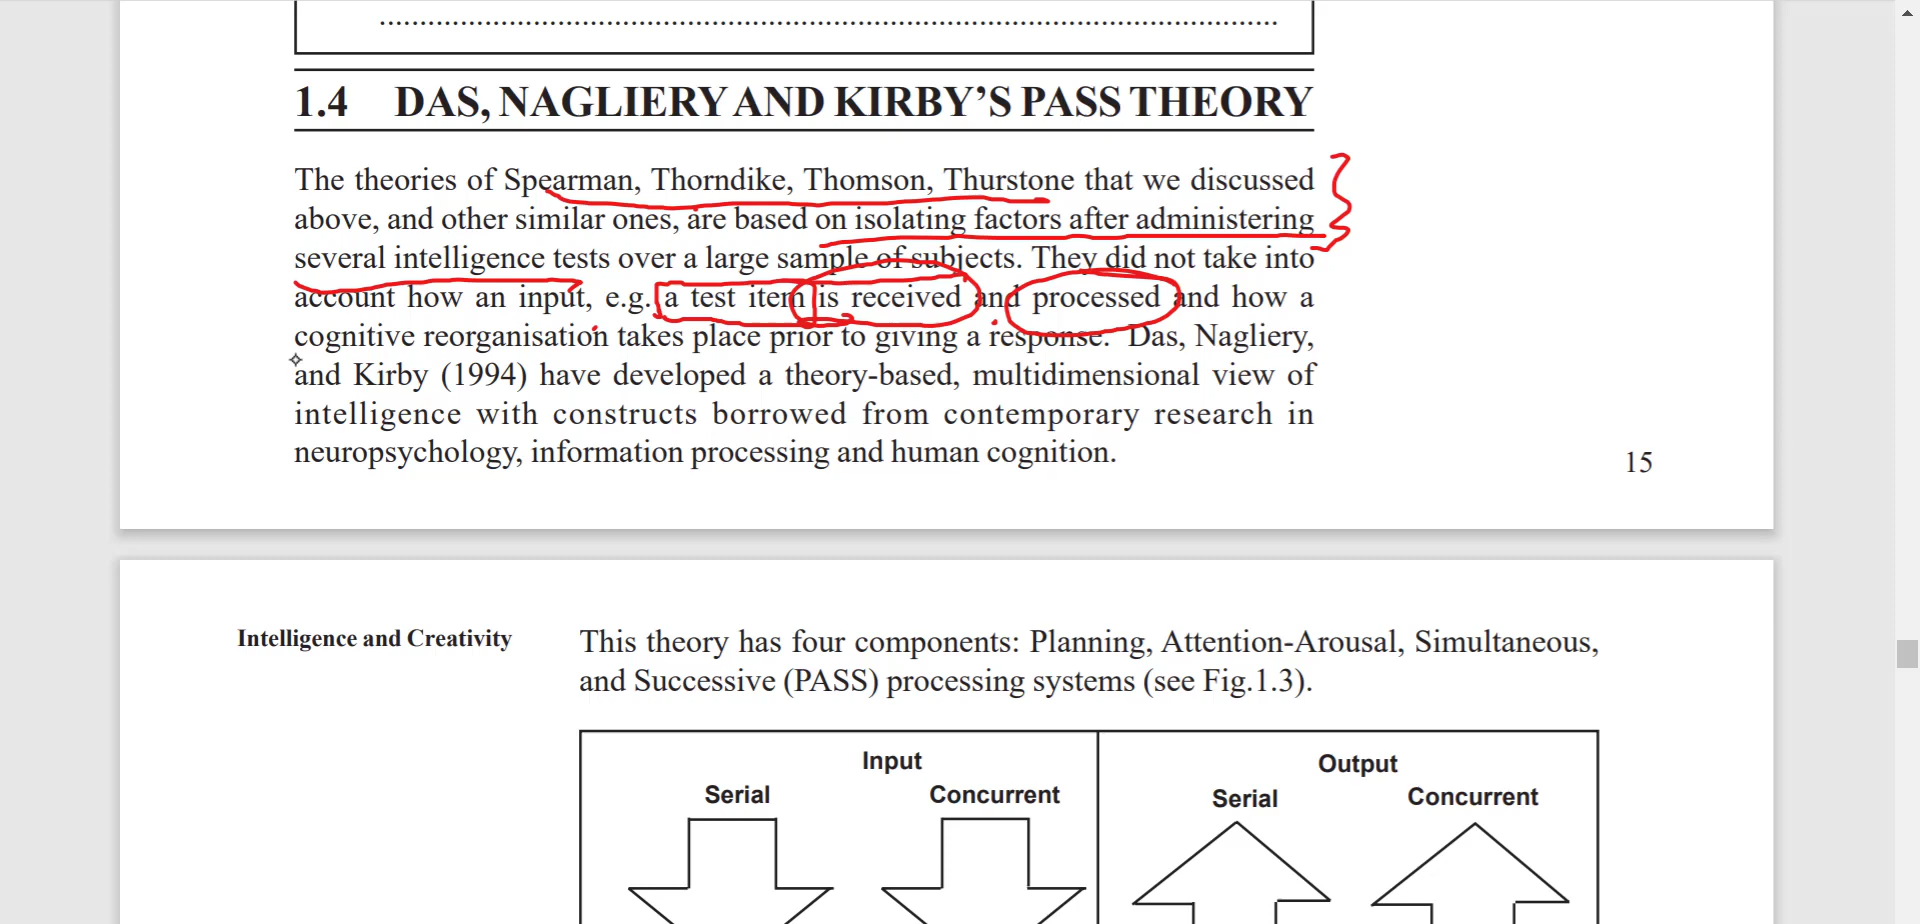 1.4 DAS, NAGLIERY AND KIRBY’S PASS THEORY
The theories of Spearman, Thorndike, Thomson, Thurstone that we discussed
above, and other similar ones, are based on isolating factors after administering
several intelligence tests over a large sample of subjects. They did not take into
account how an input, e.g. a test item is received and processed and how a
cognitive reorganisation takes place prior to giving a response. Das, Nagliery,
and Kirby (1994) have developed a theory-based, multidimensional view of
intelligence with constructs borrowed from contemporary research in
neuropsychology, information processing and human cognition.
15
Intelligence and Creativity
This theory has four components: Planning, Attention-Arousal, Simultaneous,
and Successive (PASS) processing systems (see Fig.1.3).
Input
Serial Concurrent
Output
Serial Concurrent